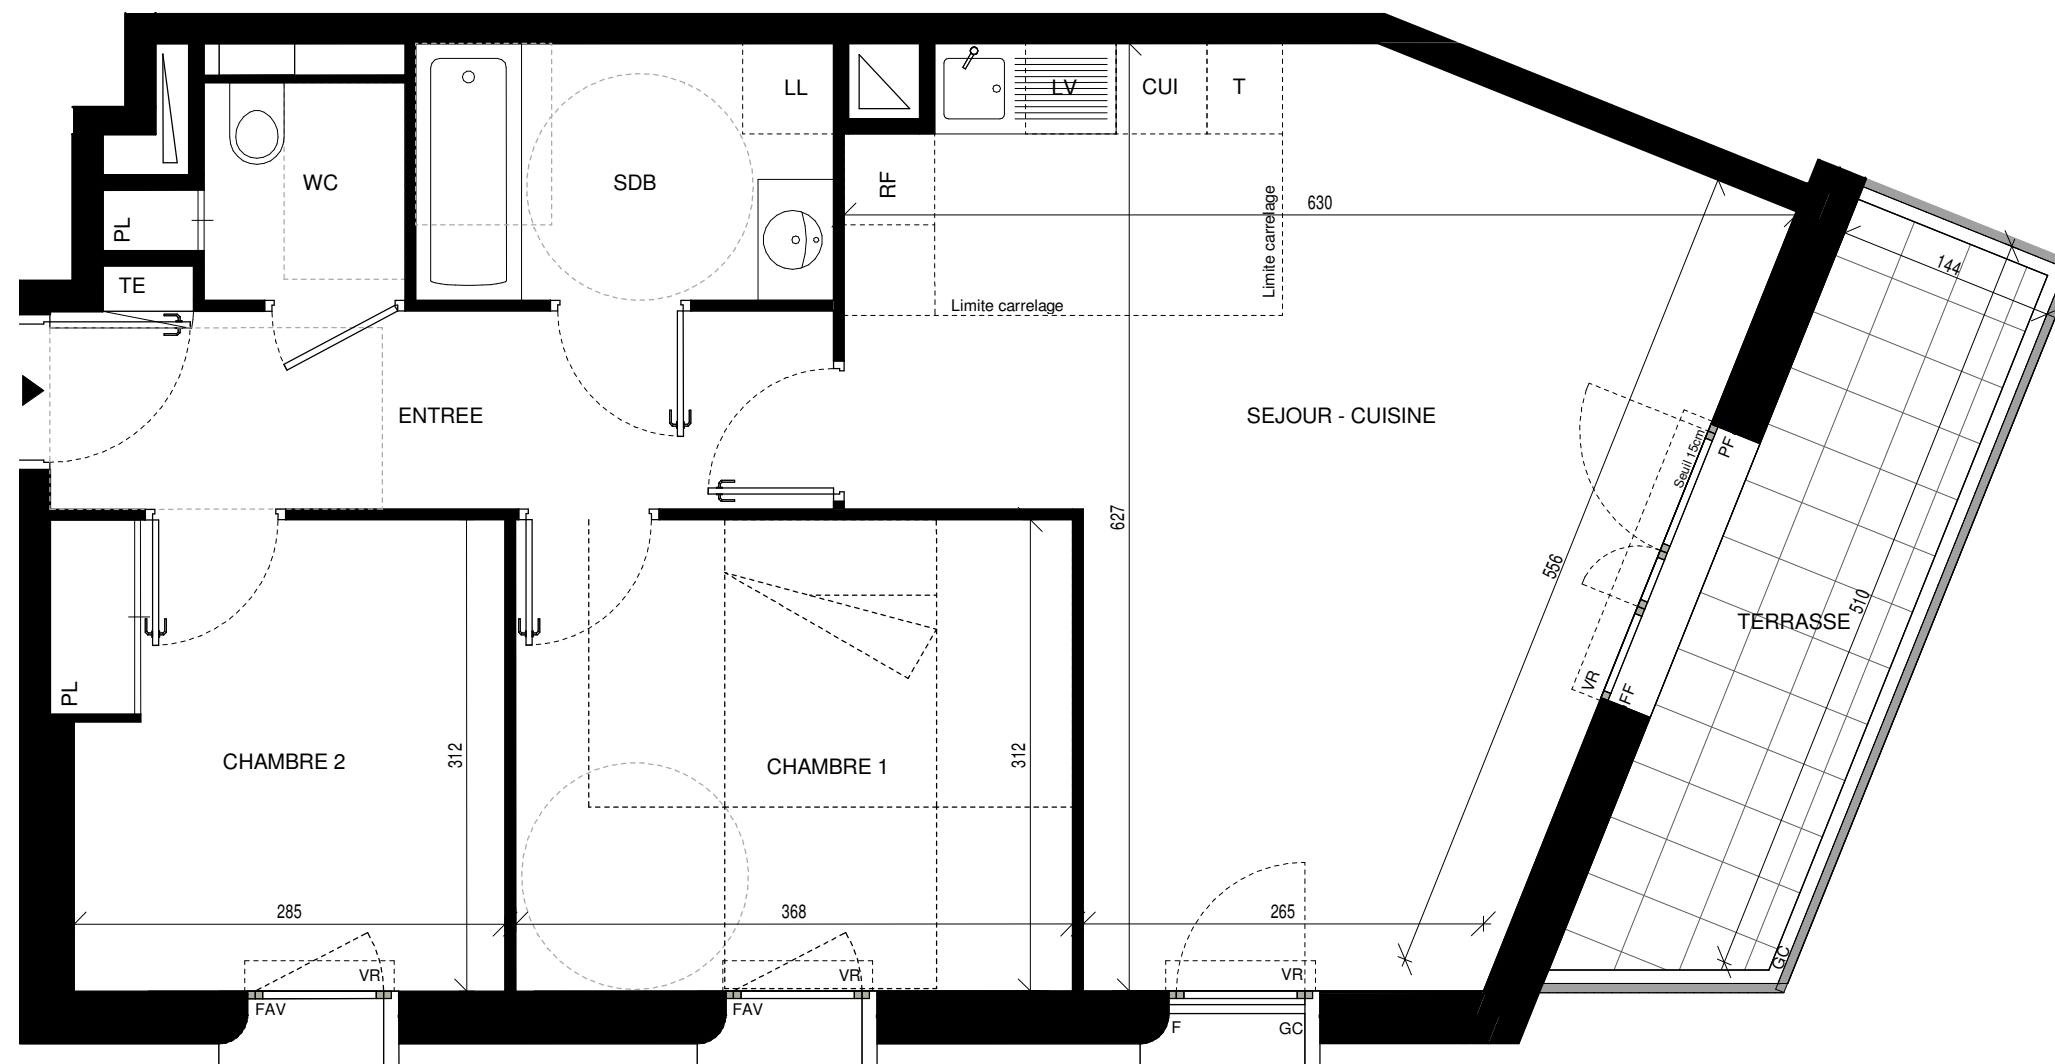 LL
LV
CUI
T
WC
SDB
RF
630
Limite carrelage
PL
TE
Limite carrelage
144
ENTREE
SEJOUR - CUISINE
Seuil 15cm
PF
627
556
510
TERRASSE
PL
VR
FF
CHAMBRE 2
312
CHAMBRE 1
312
285
368
265
GC
VR
VR
VR
FAV
FAV
F
GC